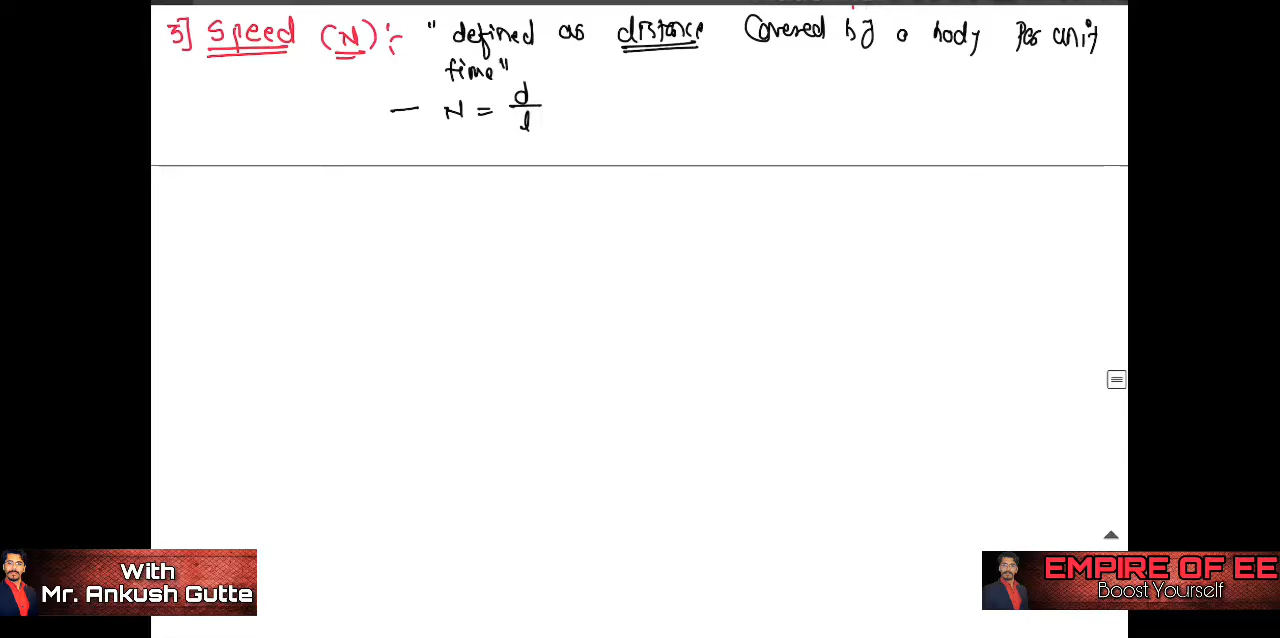 3] Speed (N) :- "defined as distance Covered by a body Per unit
time"
— N = d/t
With
Mr. Ankush Gutte
EMPIRE OF EE
Boost Yourself